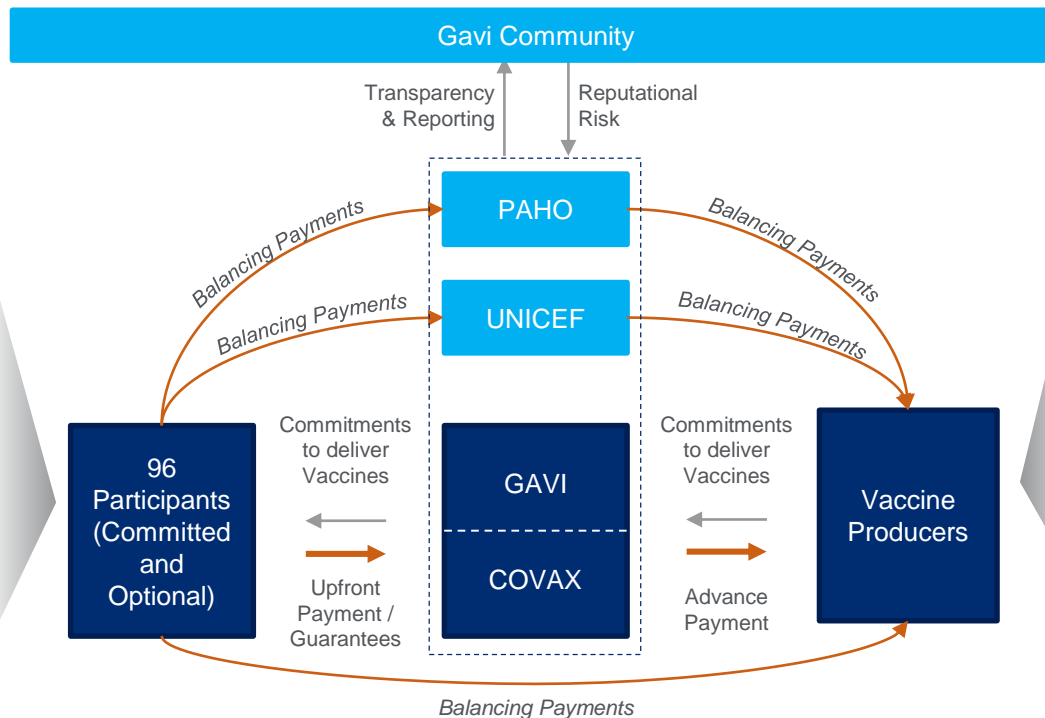 Gavi Community
Transparency
& Reporting
Reputational
Risk
PAHO
Balancing Payments
Balancing Payments
UNICEF
Balancing Payments
Balancing Payments
96
Participants
(Committed
and
Optional)
Commitments
to deliver
Vaccines
Upfront
Payment /
Guarantees
GAVI
COVAX
Commitments
to deliver
Vaccines
Advance
Payment
Vaccine
Producers
Balancing Payments